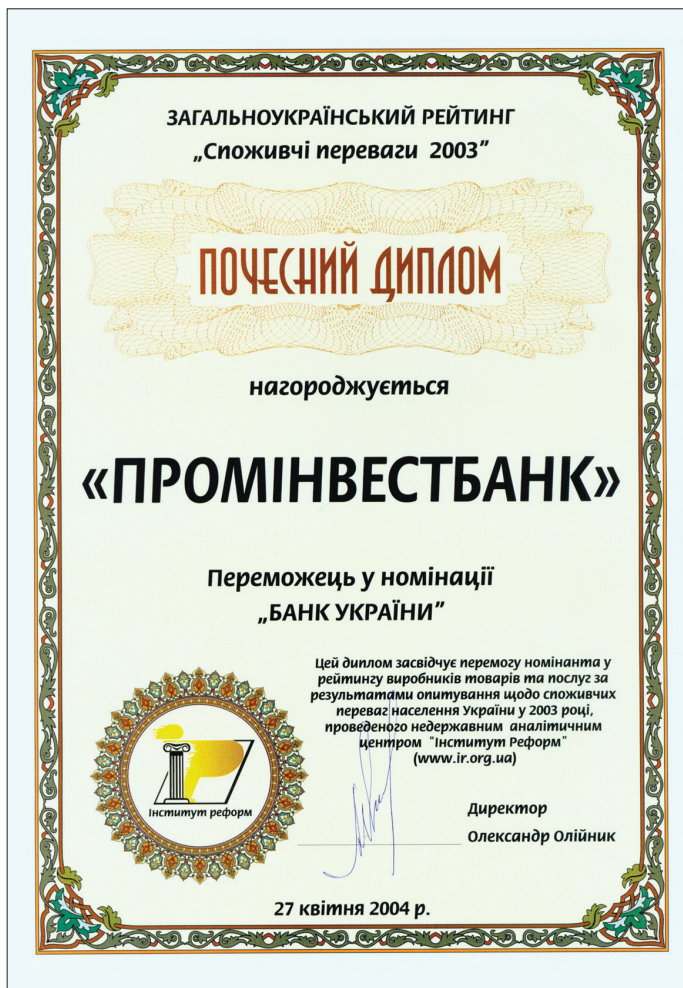 ЗАГАЛЬНОУКРАЇНСЬКИЙ РЕЙТИНГ
„Споживчі переваги 2003”
ПОЧЕСНИЙ ДИПЛОМ
нагороджується
«ПРОМІНВЕСТБАНК»
Переможець у номінації
„БАНК УКРАЇНИ”
Цей диплом засвідчує перемогу номінанта у
рейтингу виробників товарів та послуг за
результатами опитування щодо споживчих
переваг населення України у 2003 році,
проведеного недержавним аналітичним
центром "Інститут Реформ"
(www.ir.org.ua)
ІР
Інститут реформ
Директор
Олександр Олійник
27 квітня 2004 р.